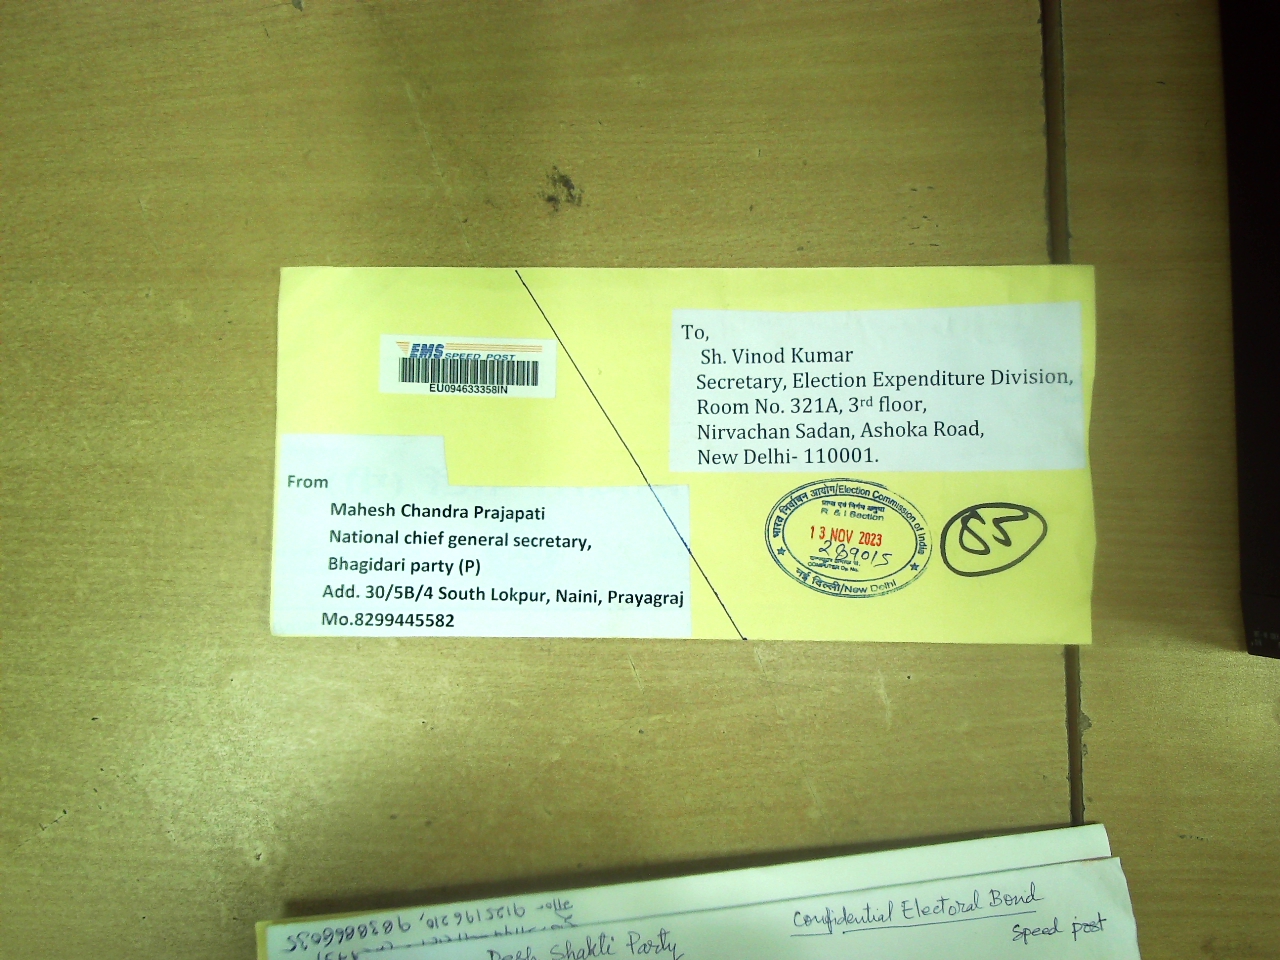 EMS SPEED POST
EU094633358IN
To,
Sh. Vinod Kumar
Secretary, Election Expenditure Division,
Room No. 321A, 3rd floor,
Nirvachan Sadan, Ashoka Road,
New Delhi- 110001.
From
Mahesh Chandra Prajapati
National chief general secretary,
Bhagidari party (P)
Add. 30/5B/4 South Lokpur, Naini, Prayagraj
Mo.8299445582
भारत निर्वाचन आयोग/Election Commission of India
R & I Section
13 NOV 2023
289015
COMPUTER Dy. No.
नई दिल्ली/New Delhi
85
Confidential Electoral Bond
Speed post
Desh Shakti Party